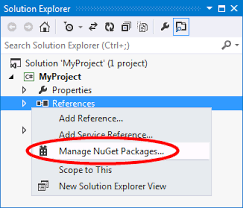 Solution Explorer
Search Solution Explorer (Ctrl+;)
Solution 'MyProject' (1 project)
C#
MyProject
Properties
References
Add Reference...
Add Service Reference...
Manage NuGet Packages...
Scope to This
New Solution Explorer View